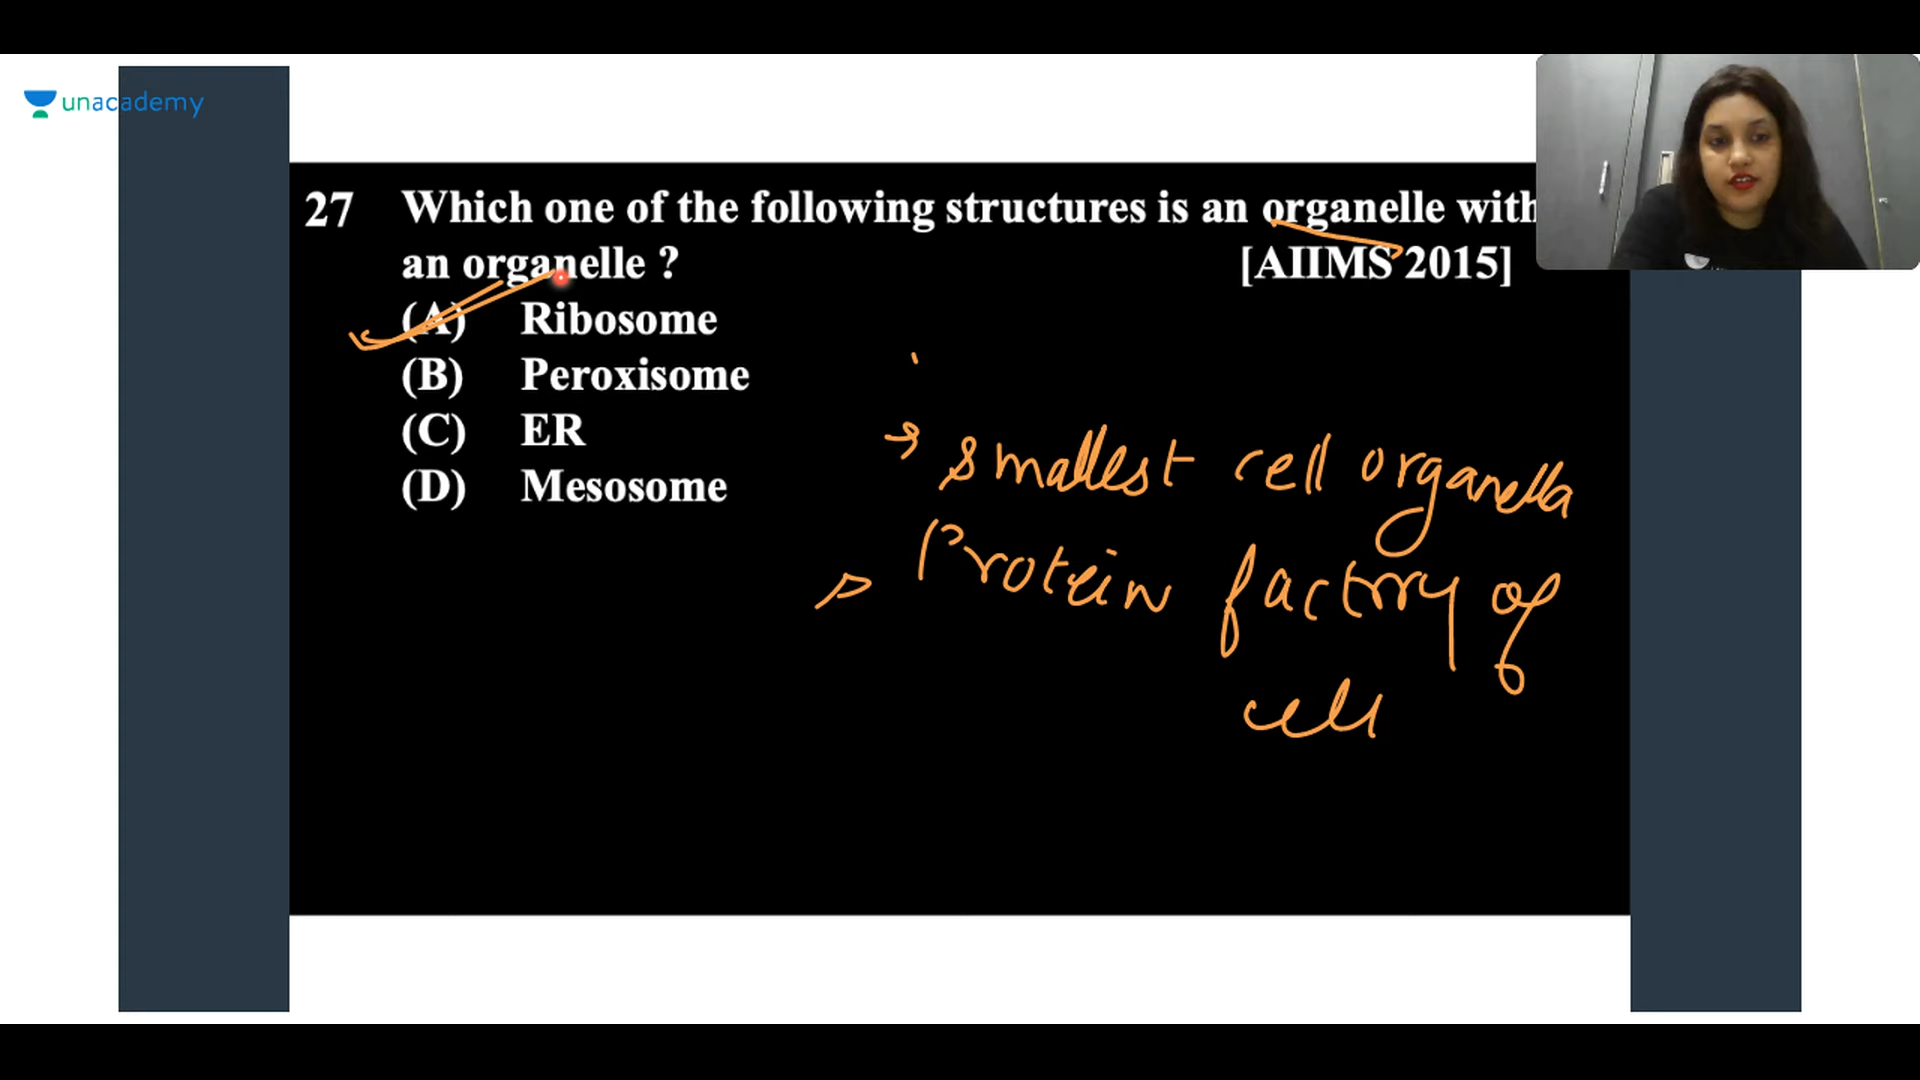 unacademy
27 Which one of the following structures is an organelle with
an organelle ? [AIIMS 2015]
(A) Ribosome
(B) Peroxisome
(C) ER
(D) Mesosome
smallest cell organella
Protein factory of
cell